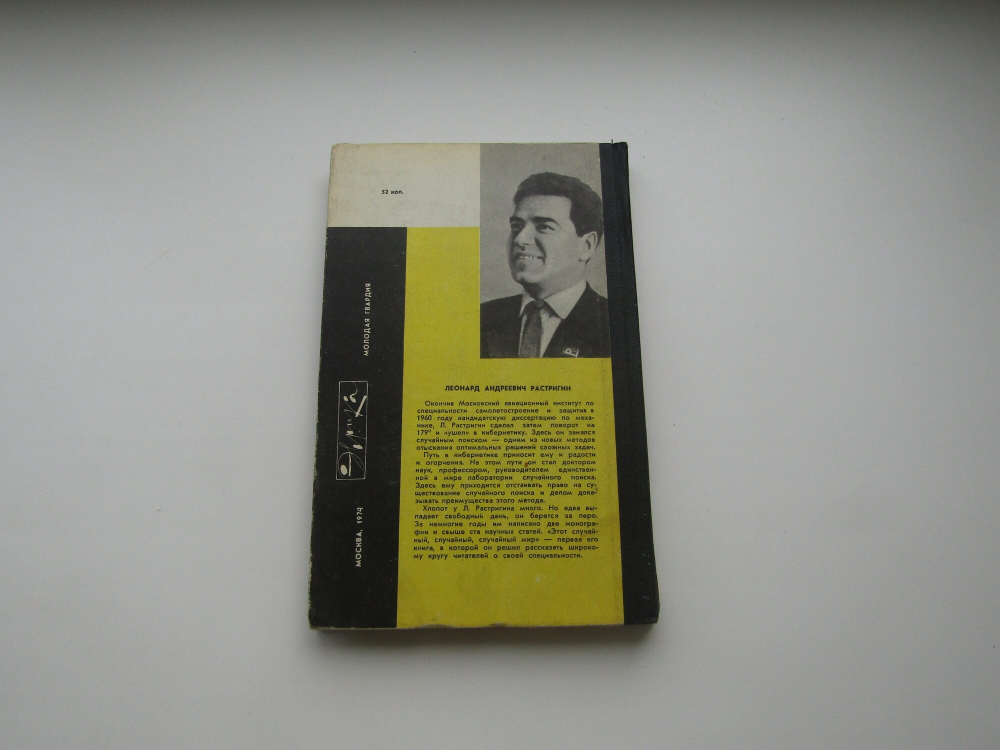 52 коп.
МОЛОДАЯ ГВАРДИЯ
Эврика
МОСКВА, 1974
ЛЕОНАРД АНДРЕЕВИЧ РАСТРИГИН
Окончив Московский авиационный институт по
специальности самолетостроение и защитив в
1960 году кандидатскую диссертацию по меха-
нике, Л. Растригин сделал затем поворот на
179° и «ушел» в кибернетику. Здесь он занялся
случайным поиском — одним из новых методов
отыскания оптимальных решений сложных задач.
Путь в кибернетике приносит ему и радости
и огорчения. На этом пути он стал доктором
наук, профессором, руководителем единствен-
ной в мире лаборатории случайного поиска.
Здесь ему приходится отстаивать право на су-
ществование случайного поиска и делом дока-
зывать преимущества этого метода.
Хлопот у Л. Растригина много. Но едва вы-
падает свободный день, он берется за перо.
За немногие годы им написано две моногра-
фии и свыше ста научных статей. «Этот случай-
ный, случайный, случайный мир» — первая его
книга, в которой он решил рассказать широко-
му кругу читателей о своей специальности.